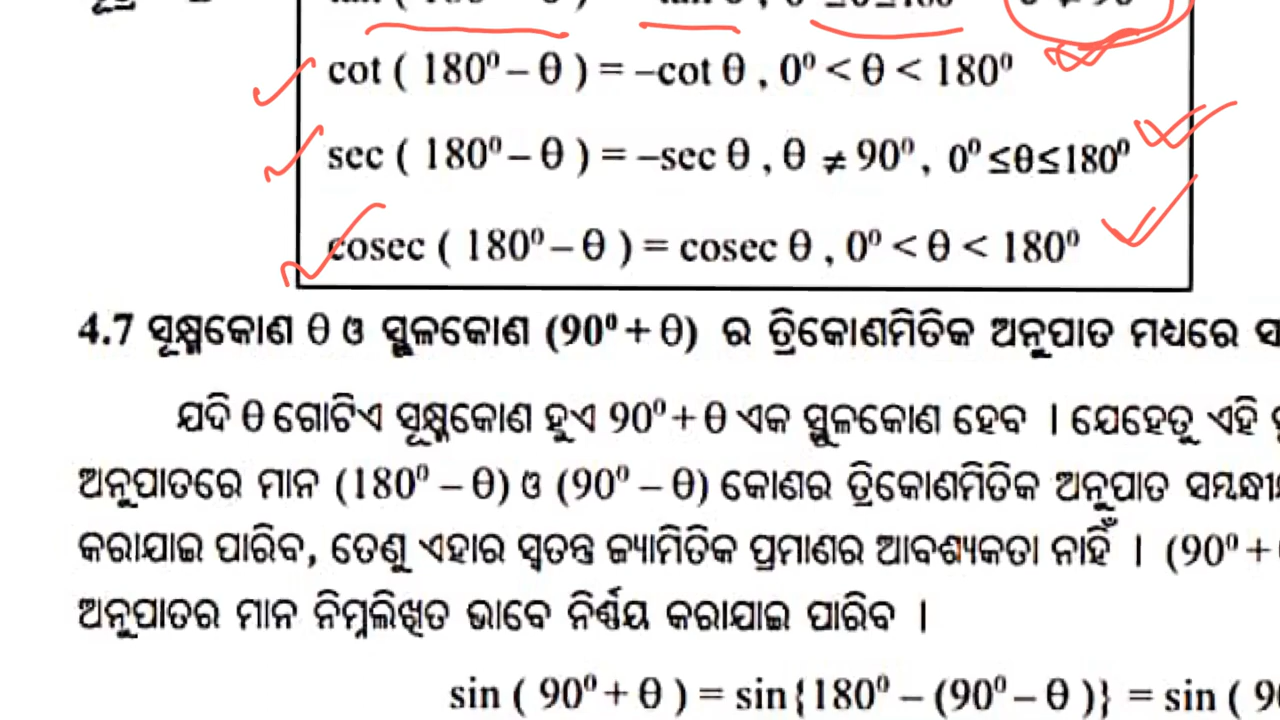 cot ( 180⁰ – θ ) = –cot θ , 0⁰ < θ < 180⁰
sec ( 180⁰ – θ ) = –sec θ , θ ≠ 90⁰, 0⁰ ≤θ≤180⁰
cosec ( 180⁰ – θ ) = cosec θ , 0⁰ < θ < 180⁰
4.7 ସୂକ୍ଷ୍ମକୋଣ θ ଓ ସ୍ଥୂଳକୋଣ (90⁰ + θ) ର ତ୍ରିକୋଣମିତିକ ଅନୁପାତ ମଧ୍ୟରେ
ଯଦି θ ଗୋଟିଏ ସୂକ୍ଷ୍ମକୋଣ ହୁଏ 90⁰ + θ ଏକ ସ୍ଥୂଳକୋଣ ହେବ । ଯେହେତୁ ଏହି
ଅନୁପାତରେ ମାନ (180⁰ – θ) ଓ (90⁰ – θ) କୋଣର ତ୍ରିକୋଣମିତିକ ଅନୁପାତ
କରାଯାଇ ପାରିବ, ତେଣୁ ଏହାର ସ୍ୱତନ୍ତ୍ର ଜ୍ୟାମିତିକ ପ୍ରମାଣର ଆବଶ୍ୟକତା ନାହିଁ । (90⁰ +
ଅନୁପାତର ମାନ ନିମ୍ନଲିଖିତ ଭାବେ ନିର୍ଣ୍ଣୟ କରାଯାଇ ପାରିବ ।
sin ( 90⁰ + θ ) = sin{180⁰ – (90⁰ – θ )} = sin (